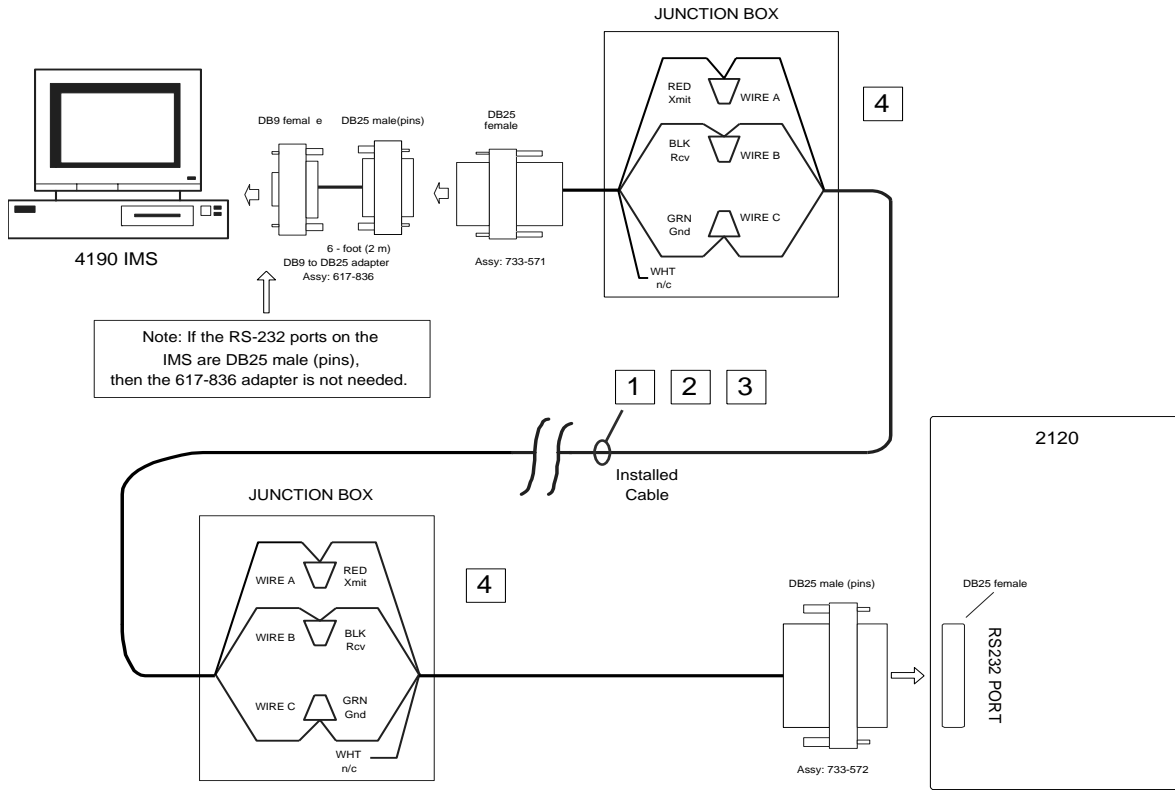 JUNCTION BOX
RED
Xmit
WIRE A
4
DB9 femal e
DB25 male(pins)
DB25
female
BLK
Rcv
WIRE B
GRN
Gnd
WIRE C
WHT
n/c
4190 IMS
6 - foot (2 m)
DB9 to DB25 adapter
Assy: 617-836
Assy: 733-571
Note: If the RS-232 ports on the
IMS are DB25 male (pins),
then the 617-836 adapter is not needed.
1 2 3
Installed
Cable
2120
JUNCTION BOX
WIRE A
RED
Xmit
4
WIRE B
BLK
Rcv
WIRE C
GRN
Gnd
WHT
n/c
DB25 male (pins)
Assy: 733-572
DB25 female
RS232 PORT